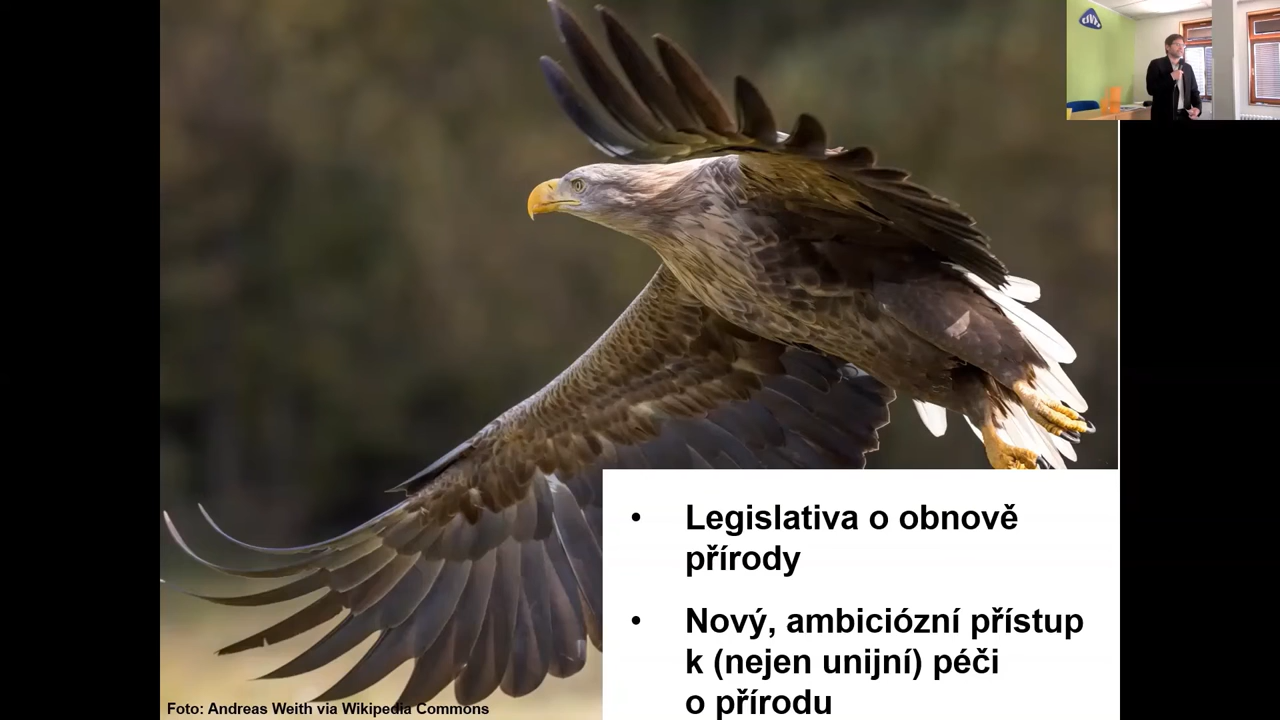 • Legislativa o obnově
přírody
• Nový, ambiciózní přístup
k (nejen unijní) péči
o přírodu
Foto: Andreas Weith via Wikipedia Commons